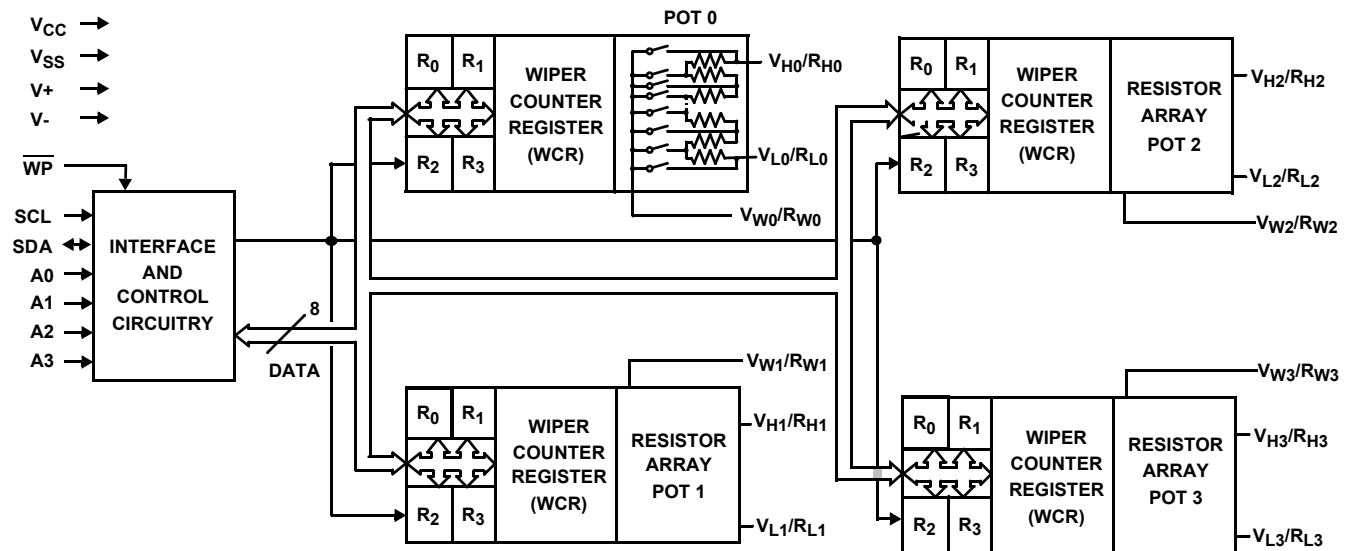 V_CC
V_SS
V+
V-
WP
SCL
SDA
A0
A1
A2
A3
INTERFACE
AND
CONTROL
CIRCUITRY
8
DATA
POT 0
R0 R1
R2 R3
WIPER
COUNTER
REGISTER
(WCR)
VH0/RH0
VL0/RL0
VW0/RW0
R0 R1
R2 R3
WIPER
COUNTER
REGISTER
(WCR)
RESISTOR
ARRAY
POT 2
VH2/RH2
VL2/RL2
VW2/RW2
VW1/RW1
R0 R1
R2 R3
WIPER
COUNTER
REGISTER
(WCR)
RESISTOR
ARRAY
POT 1
VH1/RH1
VL1/RL1
VW3/RW3
R0 R1
R2 R3
WIPER
COUNTER
REGISTER
(WCR)
RESISTOR
ARRAY
POT 3
VH3/RH3
VL3/RL3